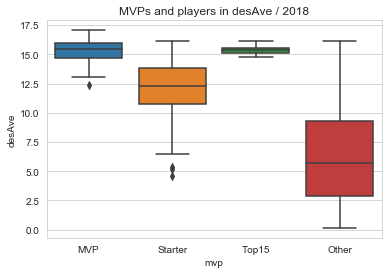 MVPs and players in desAve / 2018
17.5
15.0
12.5
10.0
7.5
5.0
2.5
0.0
desAve
MVP Starter Top15 Other
mvp